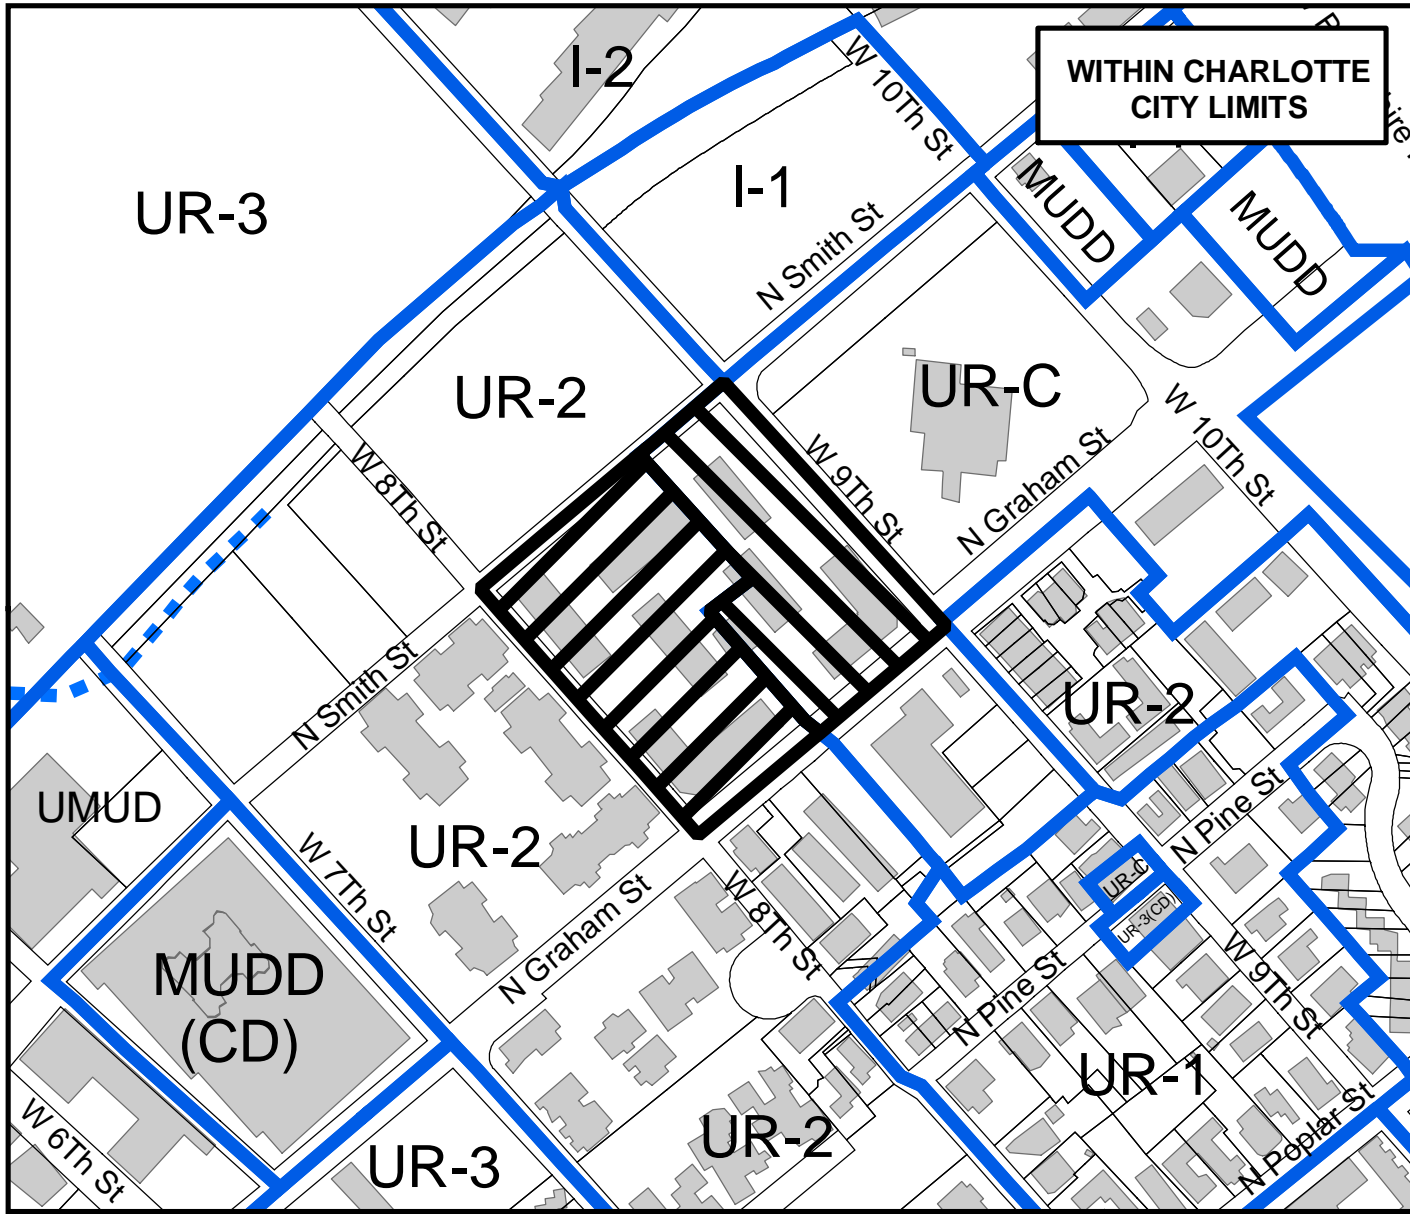 WITHIN CHARLOTTE
CITY LIMITS
I-2
W 10Th St
I-1
MUDD
MUDD
UR-3
N Smith St
UR-2
UR-C
W 10Th St
W 8Th St
W 9Th St
N Graham St
N Smith St
UR-2
UMUD
UR-2
N Pine St
W 7Th St
UR-C
W 8Th St
UR-3(CD)
N Graham St
MUDD
(CD)
W 9Th St
N Pine St
UR-1
W 6Th St
UR-2
N Poplar St
UR-3